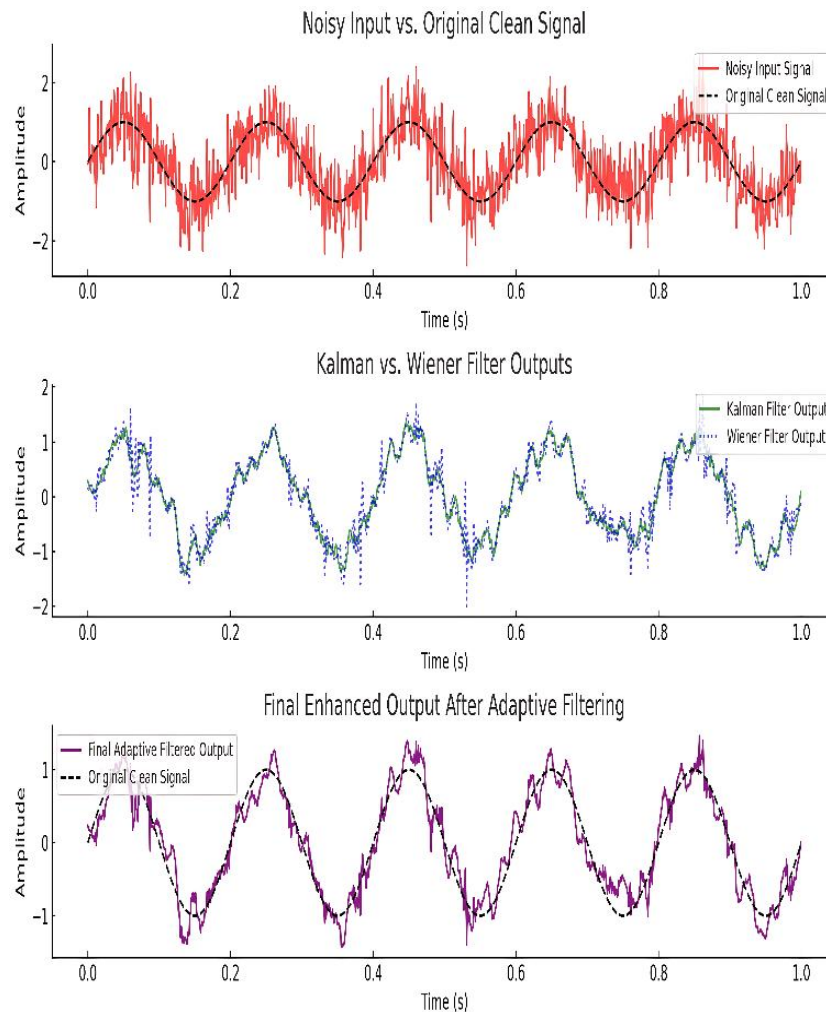 Noisy Input vs. Original Clean Signal
Noisy Input Signal
Original Clean Signal
Amplitude
2
0
−2
0.0 0.2 0.4 0.6 0.8 1.0
Time (s)
Kalman vs. Wiener Filter Outputs
Kalman Filter Output
Wiener Filter Output
Amplitude
2
1
0
−1
−2
0.0 0.2 0.4 0.6 0.8 1.0
Time (s)
Final Enhanced Output After Adaptive Filtering
Final Adaptive Filtered Output
Original Clean Signal
Amplitude
1
0
−1
0.0 0.2 0.4 0.6 0.8 1.0
Time (s)